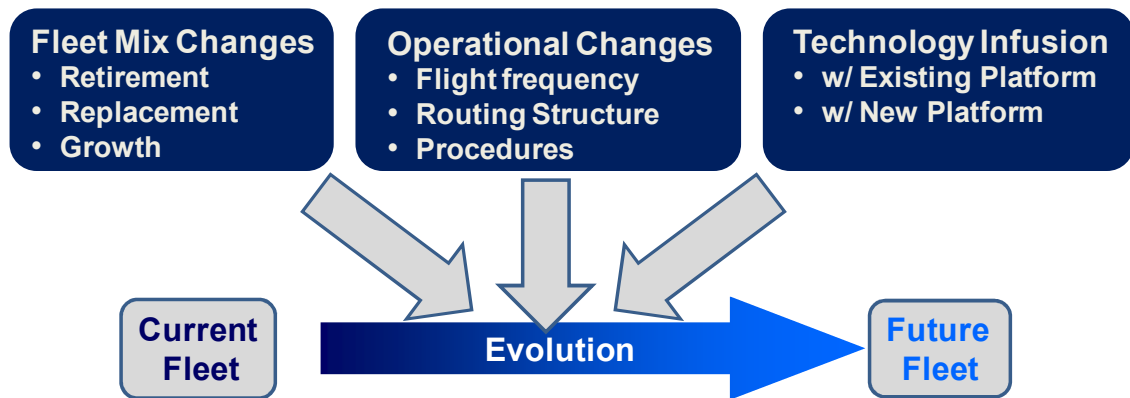 Fleet Mix Changes
• Retirement
• Replacement
• Growth
Operational Changes
• Flight frequency
• Routing Structure
• Procedures
Technology Infusion
• w/ Existing Platform
• w/ New Platform
Current
Fleet
Evolution
Future
Fleet